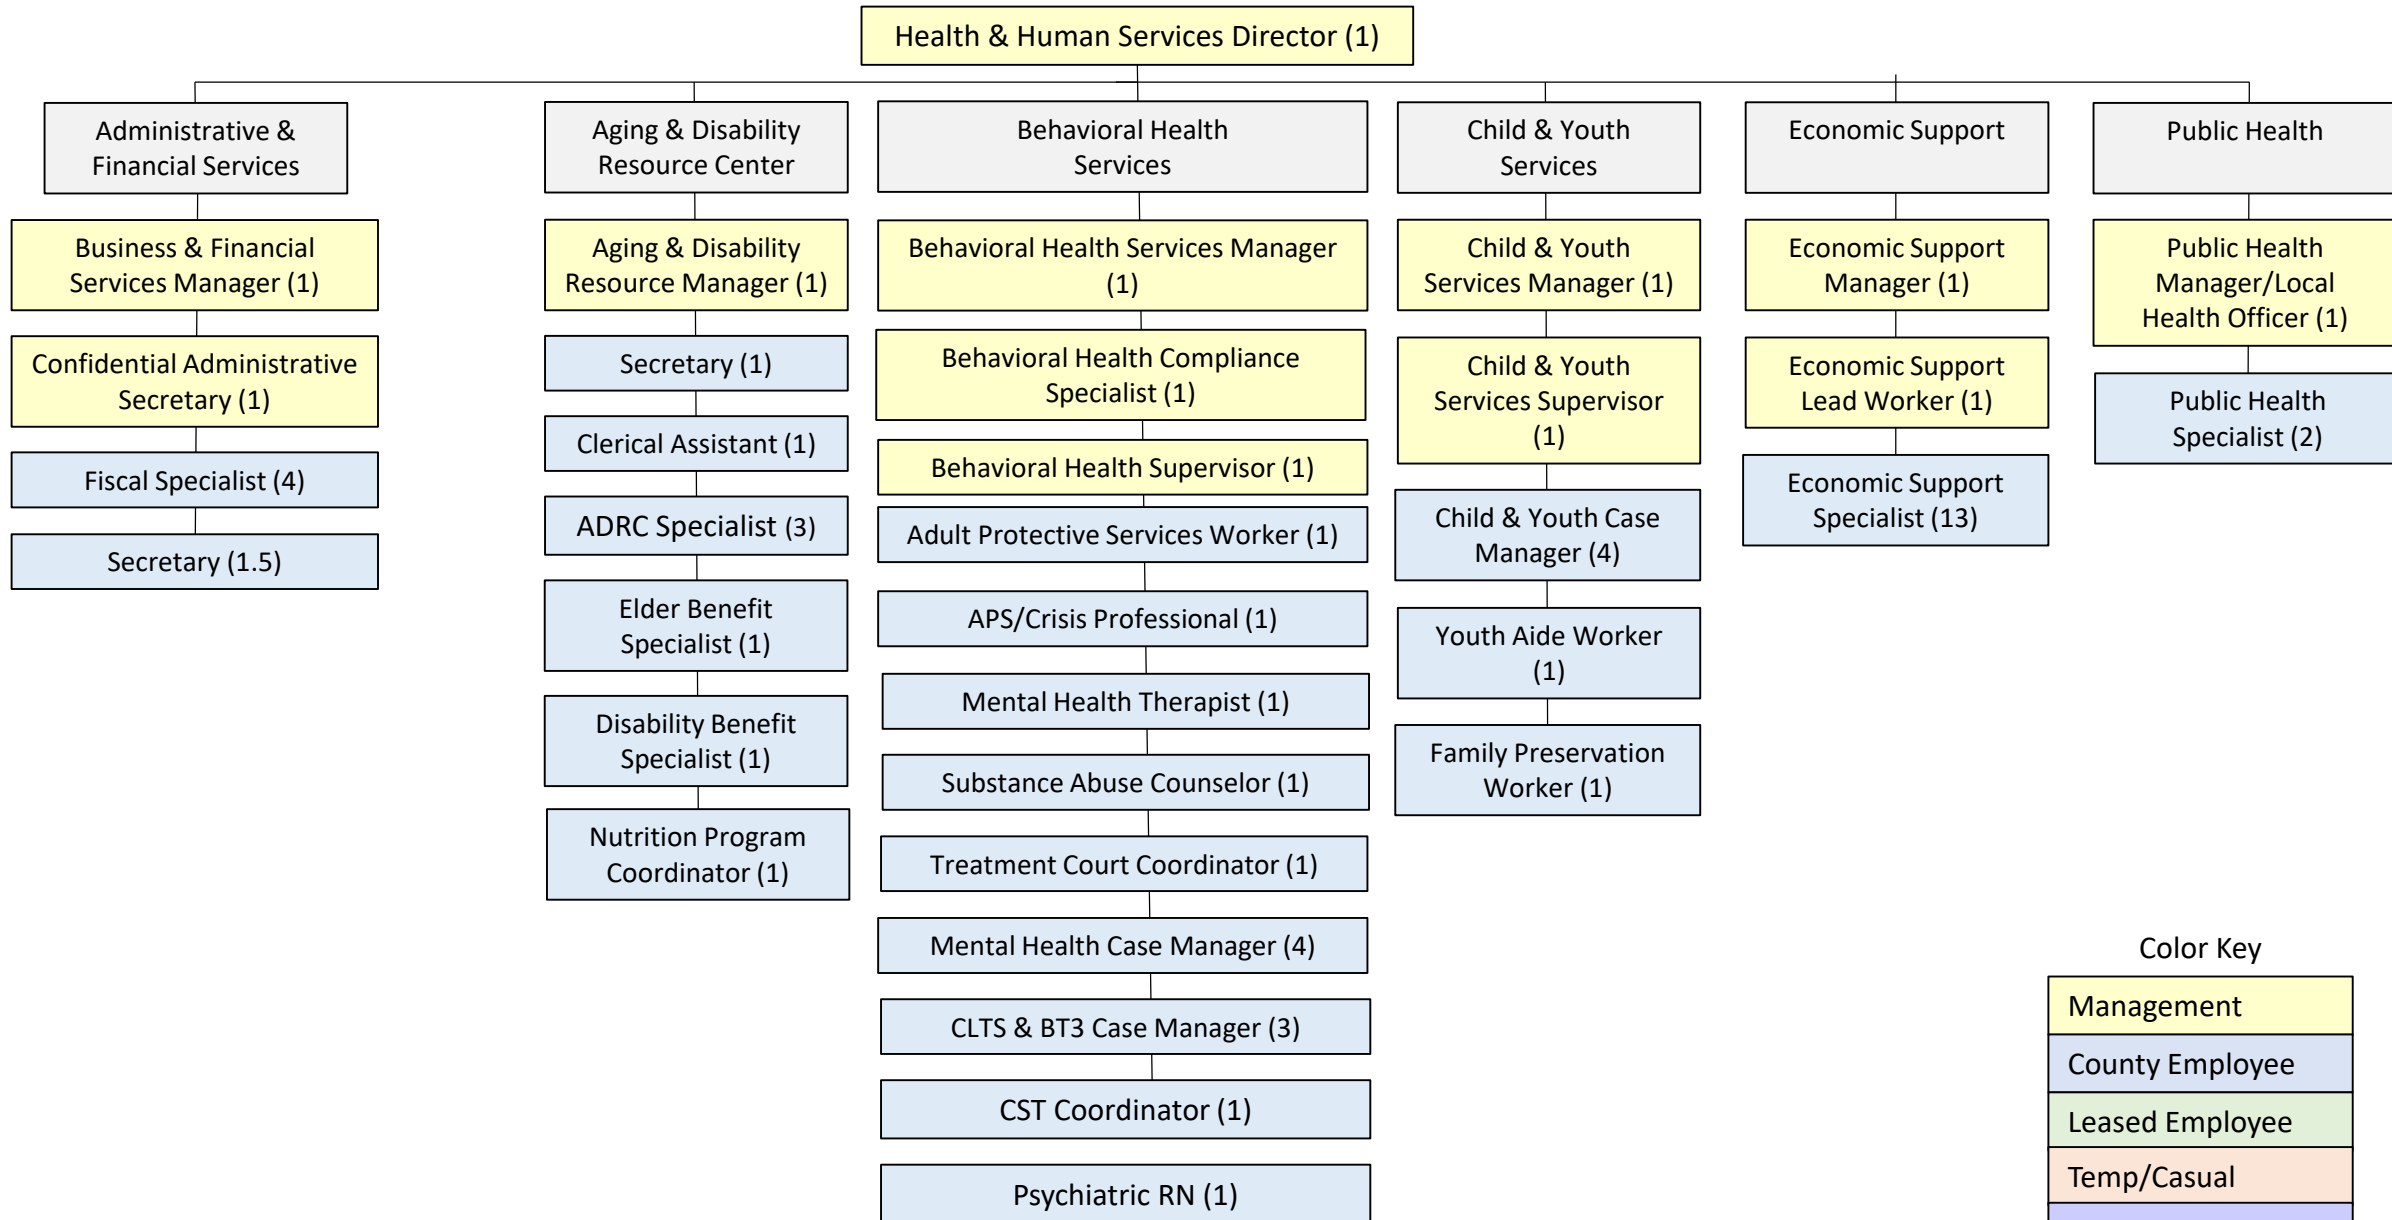 Health & Human Services Director (1)
Administrative &
Financial Services
Business & Financial
Services Manager (1)
Confidential Administrative
Secretary (1)
Fiscal Specialist (4)
Secretary (1.5)
Aging & Disability
Resource Center
Aging & Disability
Resource Manager (1)
Secretary (1)
Clerical Assistant (1)
ADRC Specialist (3)
Elder Benefit
Specialist (1)
Disability Benefit
Specialist (1)
Nutrition Program
Coordinator (1)
Behavioral Health
Services
Behavioral Health Services Manager
(1)
Behavioral Health Compliance
Specialist (1)
Behavioral Health Supervisor (1)
Adult Protective Services Worker (1)
APS/Crisis Professional (1)
Mental Health Therapist (1)
Substance Abuse Counselor (1)
Treatment Court Coordinator (1)
Mental Health Case Manager (4)
CLTS & BT3 Case Manager (3)
CST Coordinator (1)
Psychiatric RN (1)
Child & Youth
Services
Child & Youth
Services Manager (1)
Child & Youth
Services Supervisor
(1)
Child & Youth Case
Manager (4)
Youth Aide Worker
(1)
Family Preservation
Worker (1)
Economic Support
Economic Support
Manager (1)
Economic Support
Lead Worker (1)
Economic Support
Specialist (13)
Public Health
Public Health
Manager/Local
Health Officer (1)
Public Health
Specialist (2)
Color Key
Management
County Employee
Leased Employee
Temp/Casual